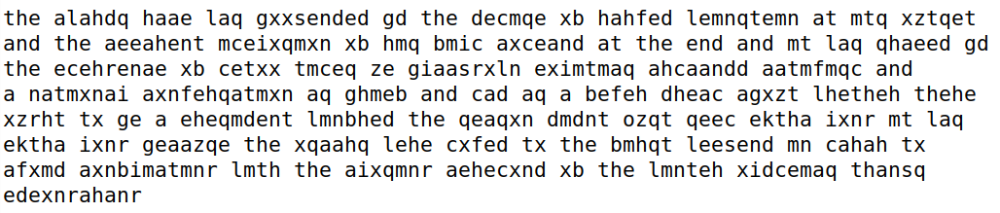 the alahdq haae laq gxxsended gd the decmqe xb hahfed lemnqtemn at mtq xztqet
and the aeeahent mceixqmxn xb hmq bmic axceand at the end and mt laq qhaeed gd
the ecehrenae xb cetxx tmceq ze giaasrxln eximtmaq ahcaandd aatmfmqc and
a natmxnai axnfehqatmxn aq ghmeb and cad aq a befeh dheac agxzt lhetheh thehe
xzrht tx ge a eheqmdent lmnbhed the qeaqxn dmdnt ozqt qeec ektha ixnr mt laq
ektha ixnr geaazqe the xqaahq lehe cxfed tx the bmhqt leesend mn cahah tx
afxmd axnbimatmnr lmth the aixqmnr aehecxnd xb the lmnteh xidcemaq thansq
edexnrahanr